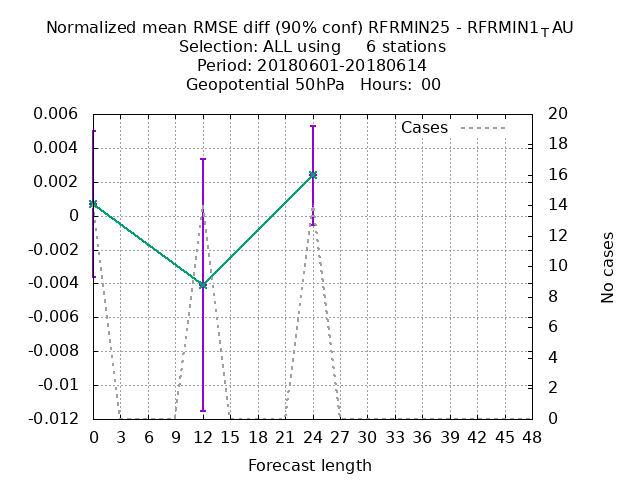 Normalized mean RMSE diff (90% conf) RFRMIN25 - RFRMIN1TAU
Selection: ALL using     6 stations
Period: 20180601-20180614
Geopotential 50hPa   Hours:  00
Cases
0.006
0.004
0.002
0
-0.002
-0.004
-0.006
-0.008
-0.01
-0.012
20
18
16
14
12
10
8
6
4
2
0
No cases
0 3 6 9 12 15 18 21 24 27 30 33 36 39 42 45 48
Forecast length